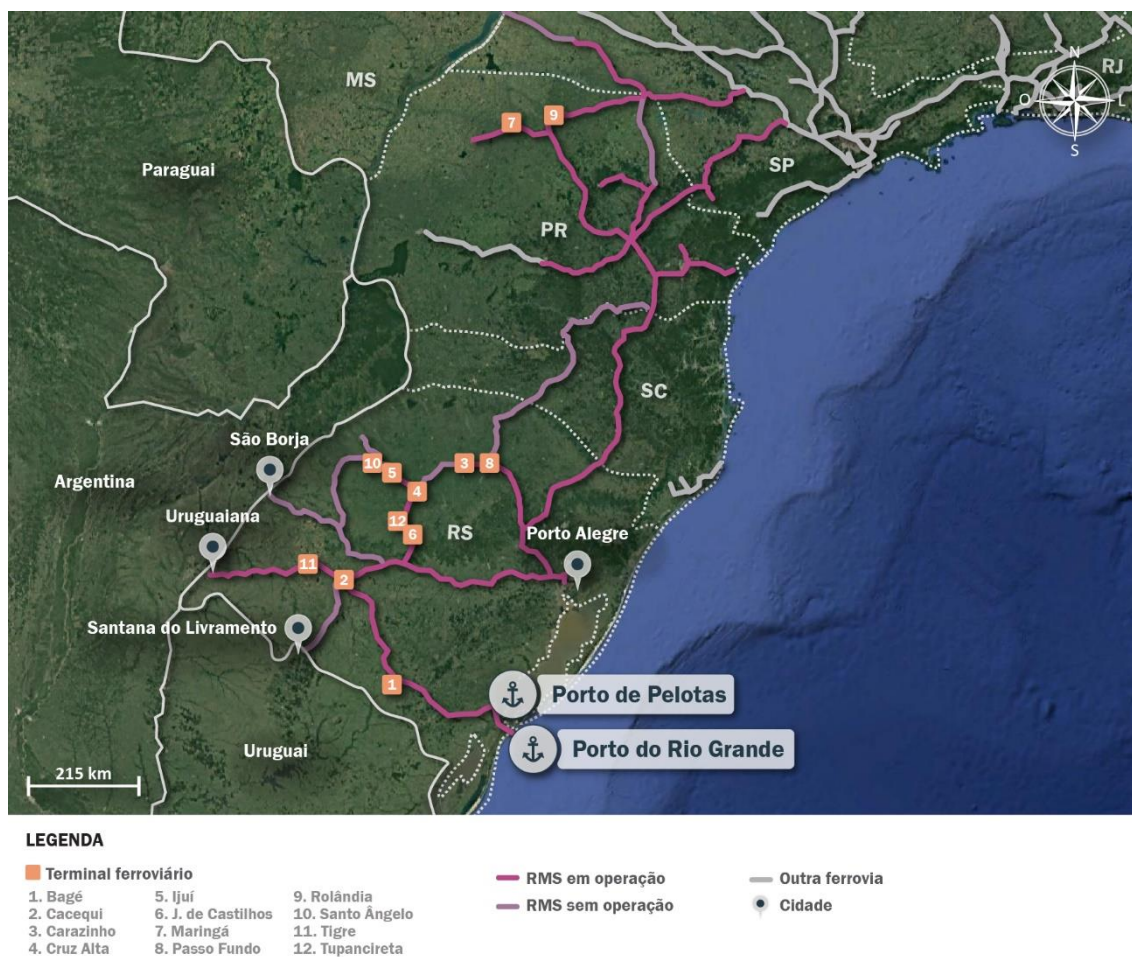 MS
RJ
N
O
L
S
7
9
Paraguai
SP
PR
SC
São Borja
Argentina
10
5
3
8
4
Uruguaiana
12
6
RS
Porto Alegre
11
2
Santana do Livramento
1
Porto de Pelotas
Uruguai
Porto do Rio Grande
215 km
LEGENDA
Terminal ferroviário
1. Bagé
2. Cacequi
3. Carazinho
4. Cruz Alta
5. Ijuí
6. J. de Castilhos
7. Maringá
8. Passo Fundo
9. Rolândia
10. Santo Ângelo
11. Tigre
12. Tupancireta
RMS em operação
RMS sem operação
Outra ferrovia
Cidade